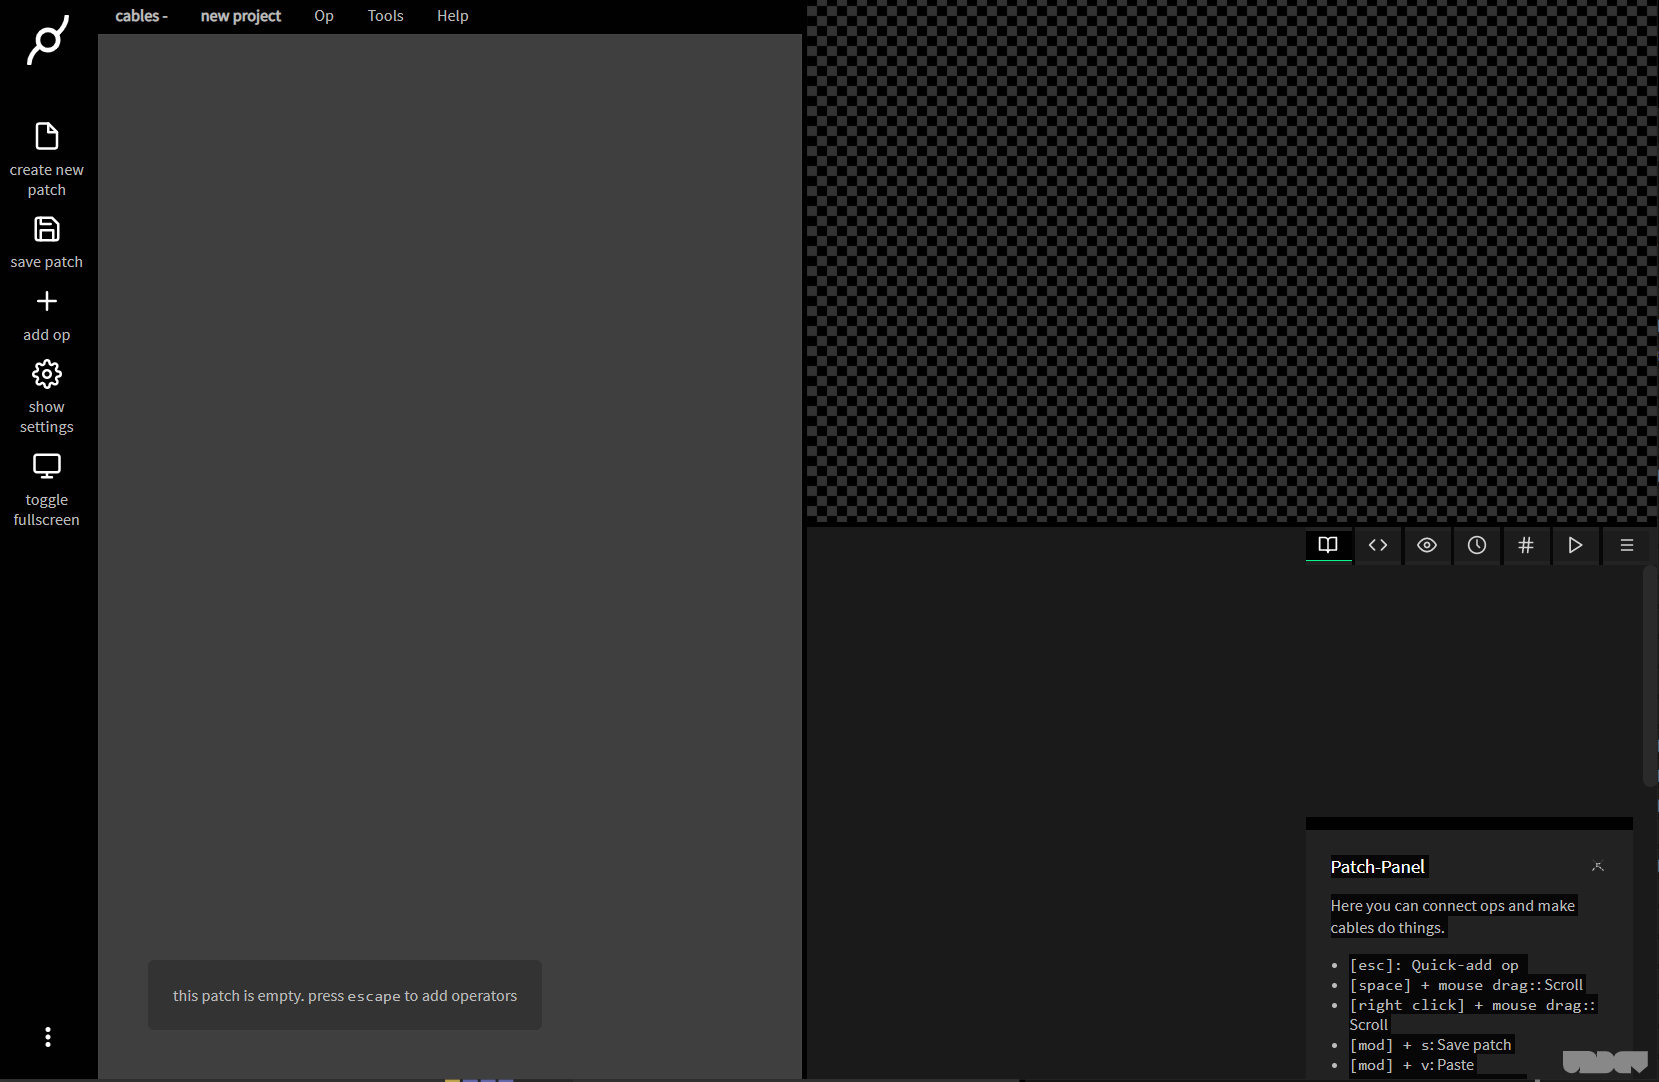 cables - new project Op Tools Help
create new
patch
save patch
add op
show
settings
toggle
fullscreen
this patch is empty. press escape to add operators
Patch-Panel
Here you can connect ops and make
cables do things.
[esc]: Quick-add op
[space] + mouse drag:: Scroll
[right click] + mouse drag::
Scroll
[mod] + s: Save patch
[mod] + v: Paste